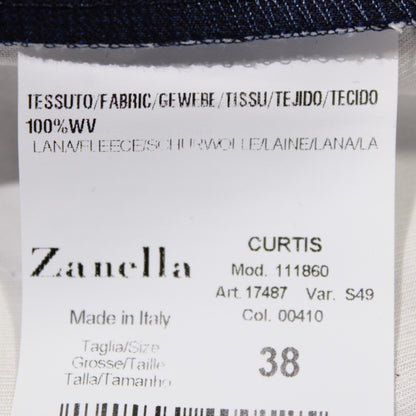 TESSUTO/FABRIC/GEWEBE/TISSU/TEJIDO/TECIDO
100%WV
LANA/FLEECE/SCHURWOLLE/LAINE/LANA/LA
Zanella
CURTIS
Mod. 111860
Art. 17487 Var. S49
Made in Italy
Col. 00410
Taglia/Size
Grosse/Taille
Talla/Tamanho
38